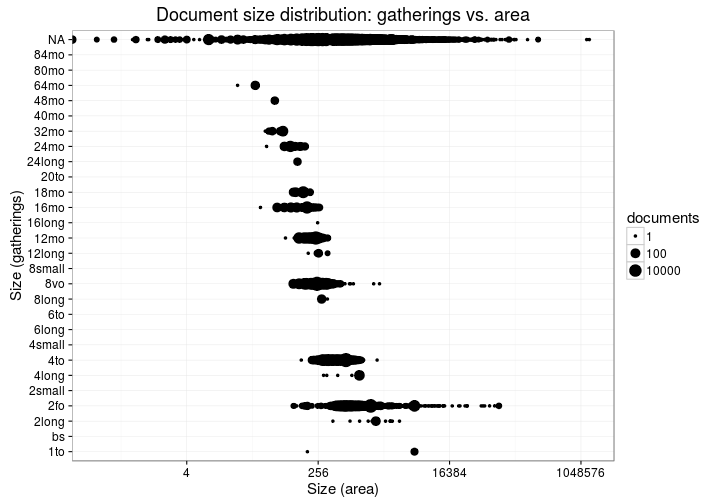 Document size distribution: gatherings vs. area
Size (gatherings)
NA
84mo
80mo
64mo
48mo
40mo
32mo
24mo
24long
20to
18mo
16mo
16long
12mo
12long
8small
8vo
8long
6to
6long
4small
4to
4long
2small
2fo
2long
bs
1to
4 256 16384 1048576
Size (area)
documents
1
100
10000